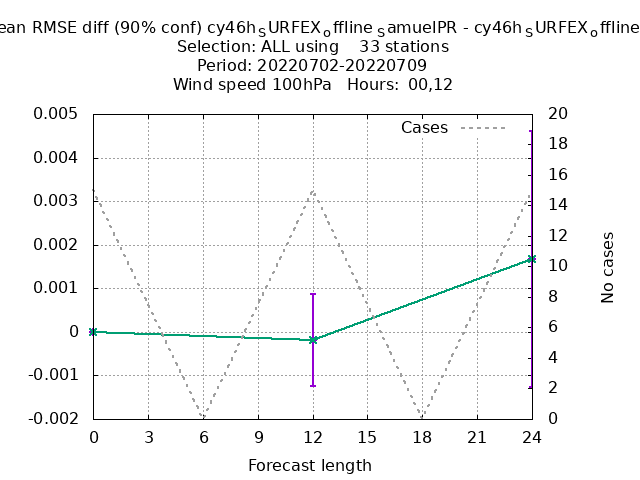 ean RMSE diff (90% conf) cy46hSURFEXoffline samuelPR - cy46hSURFEXoffline
Selection: ALL using 33 stations
Period: 20220702-20220709
Wind speed 100hPa Hours: 00,12
Cases
0.005
0.004
0.003
0.002
0.001
0
-0.001
-0.002
20
18
16
14
12
10
8
6
4
2
0
No cases
0 3 6 9 12 15 18 21 24
Forecast length